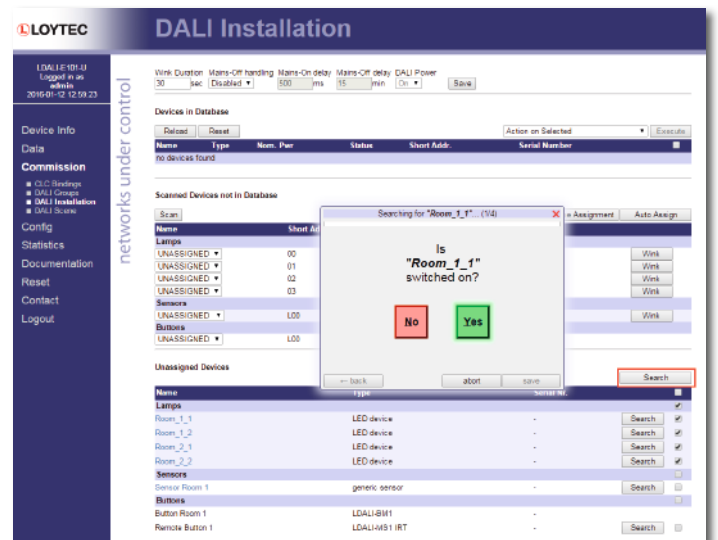 LOYTEC
DALI Installation
LDALI-E101-U
Logged in as
admin
2016-01-12 12:59:23
Device Info
Data
Commission
CLC Bindings
DALI Groups
DALI Installation
DALI Scene
Config
Statistics
Documentation
Reset
Contact
Logout
networks under control
Wink Duration Mains-Off handling Mains-On delay Mains-Off delay DALI Power
30 sec Disabled 500 ms 15 min On Save
Devices in Database
Reload Reset Action on Selected Execute
Name Type Nom. Pwr Status Short Addr. Serial Number
no devices found
Scanned Devices not in Database
Scan Assignment Auto Assign
Name Short Ad
Lamps
UNASSIGNED 00 Wink
UNASSIGNED 01 Wink
UNASSIGNED 02 Wink
UNASSIGNED 03 Wink
Sensors
UNASSIGNED L00 Wink
Buttons
UNASSIGNED L00
Searching for "Room_1_1"... (1/4)
Is
"Room_1_1"
switched on?
No Yes
← back abort save
Unassigned Devices
Search
Name Type Serial Nr.
Lamps
Room_1_1 LED device - Search
Room_1_2 LED device - Search
Room_2_1 LED device - Search
Room_2_2 LED device - Search
Sensors
Sensor Room 1 generic sensor - Search
Buttons
Button Room 1 LDALI-BM1 -
Remote Button 1 LDALI-MS1 IRT - Search